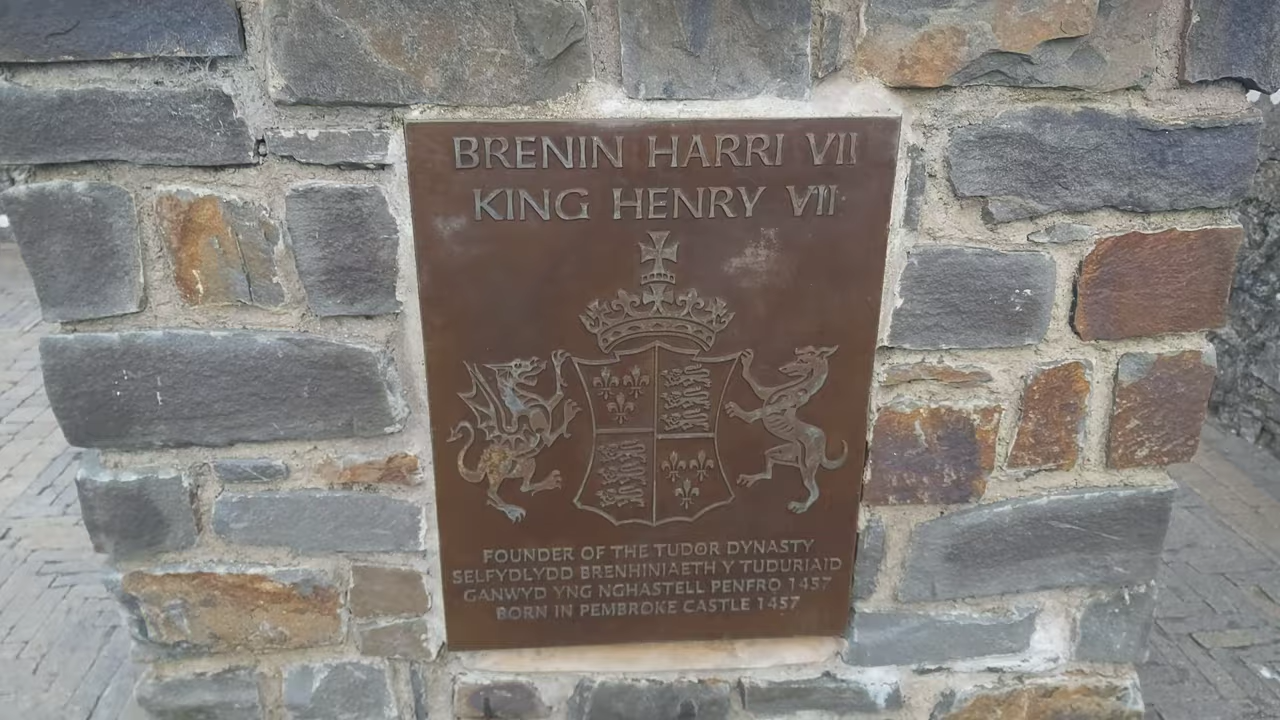 BRENIN HARRI VII
KING HENRY VII
FOUNDER OF THE TUDOR DYNASTY
SELFYDLYDD BRENHINIAETH Y TUDURIAID
GANWYD YNG NGHASTELL PENFRO 1457
BORN IN PEMBROKE CASTLE 1457